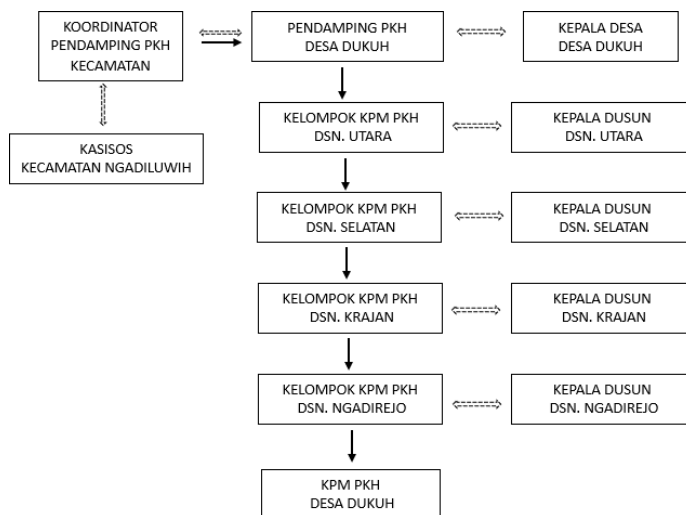 KOORDINATOR
PENDAMPING PKH
KECAMATAN
PENDAMPING PKH
DESA DUKUH
KEPALA DESA
DESA DUKUH
KASISOS
KECAMATAN NGADILUWIH
KELOMPOK KPM PKH
DSN. UTARA
KEPALA DUSUN
DSN. UTARA
KELOMPOK KPM PKH
DSN. SELATAN
KEPALA DUSUN
DSN. SELATAN
KELOMPOK KPM PKH
DSN. KRAJAN
KEPALA DUSUN
DSN. KRAJAN
KELOMPOK KPM PKH
DSN. NGADIREJO
KEPALA DUSUN
DSN. NGADIREJO
KPM PKH
DESA DUKUH